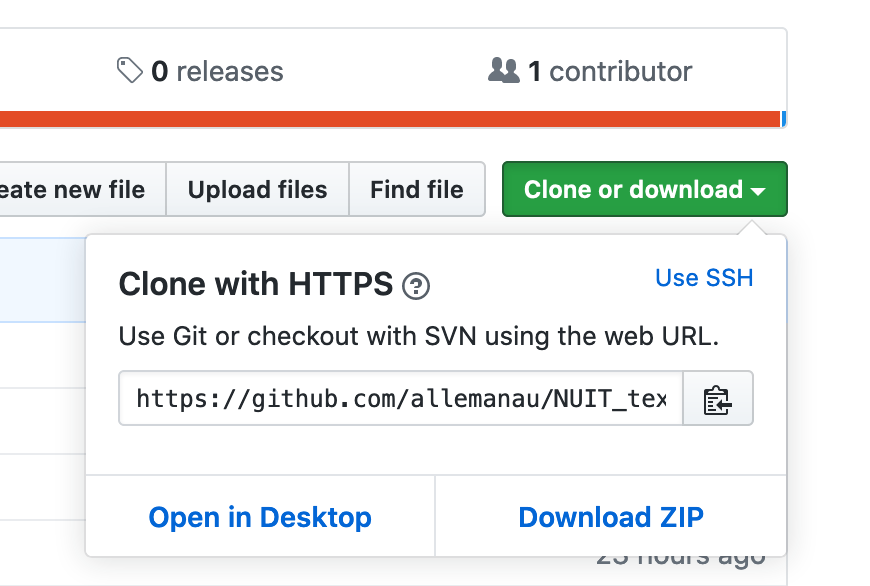 0 releases
1 contributor
eate new file
Upload files
Find file
Clone or download
Clone with HTTPS
Use SSH
Use Git or checkout with SVN using the web URL.
https://github.com/allemanau/NUIT_tex
Open in Desktop
Download ZIP
23 hours ago